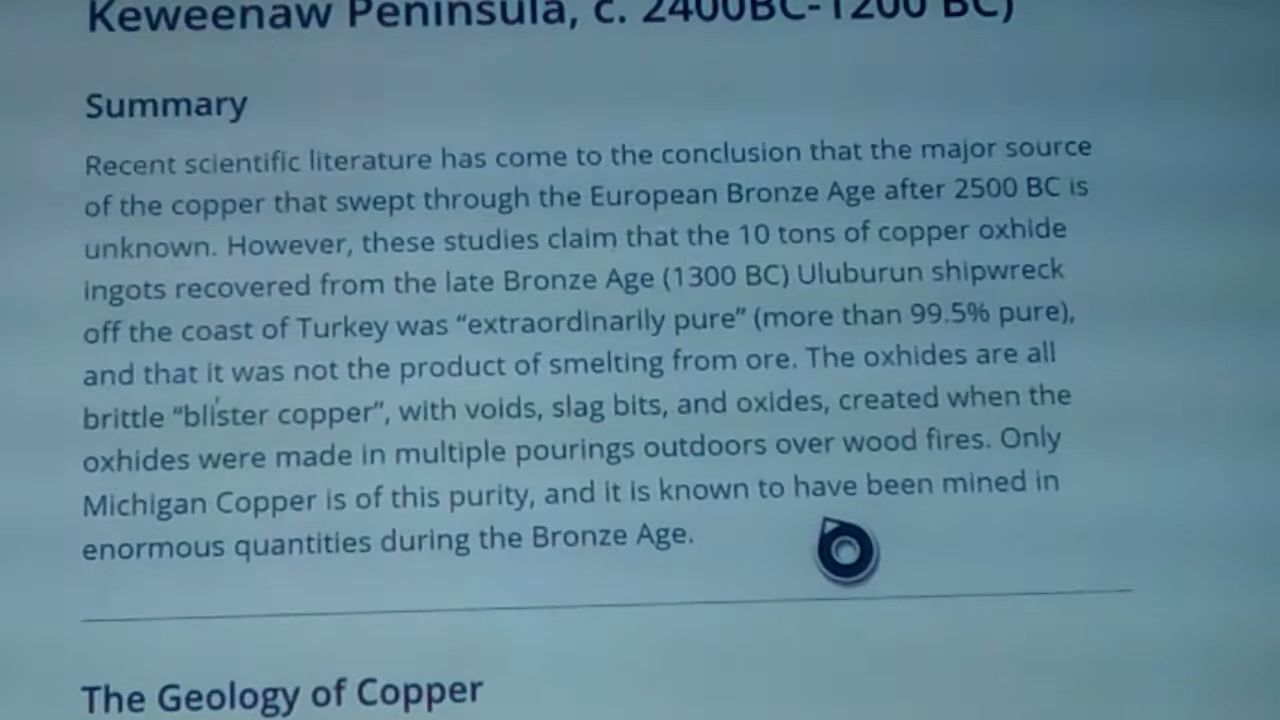 Keweenaw Peninsula, c. 2400BC-1200 BC)
Summary
Recent scientific literature has come to the conclusion that the major source
of the copper that swept through the European Bronze Age after 2500 BC is
unknown. However, these studies claim that the 10 tons of copper oxhide
ingots recovered from the late Bronze Age (1300 BC) Uluburun shipwreck
off the coast of Turkey was “extraordinarily pure” (more than 99.5% pure),
and that it was not the product of smelting from ore. The oxhides are all
brittle “blister copper”, with voids, slag bits, and oxides, created when the
oxhides were made in multiple pourings outdoors over wood fires. Only
Michigan Copper is of this purity, and it is known to have been mined in
enormous quantities during the Bronze Age.
The Geology of Copper